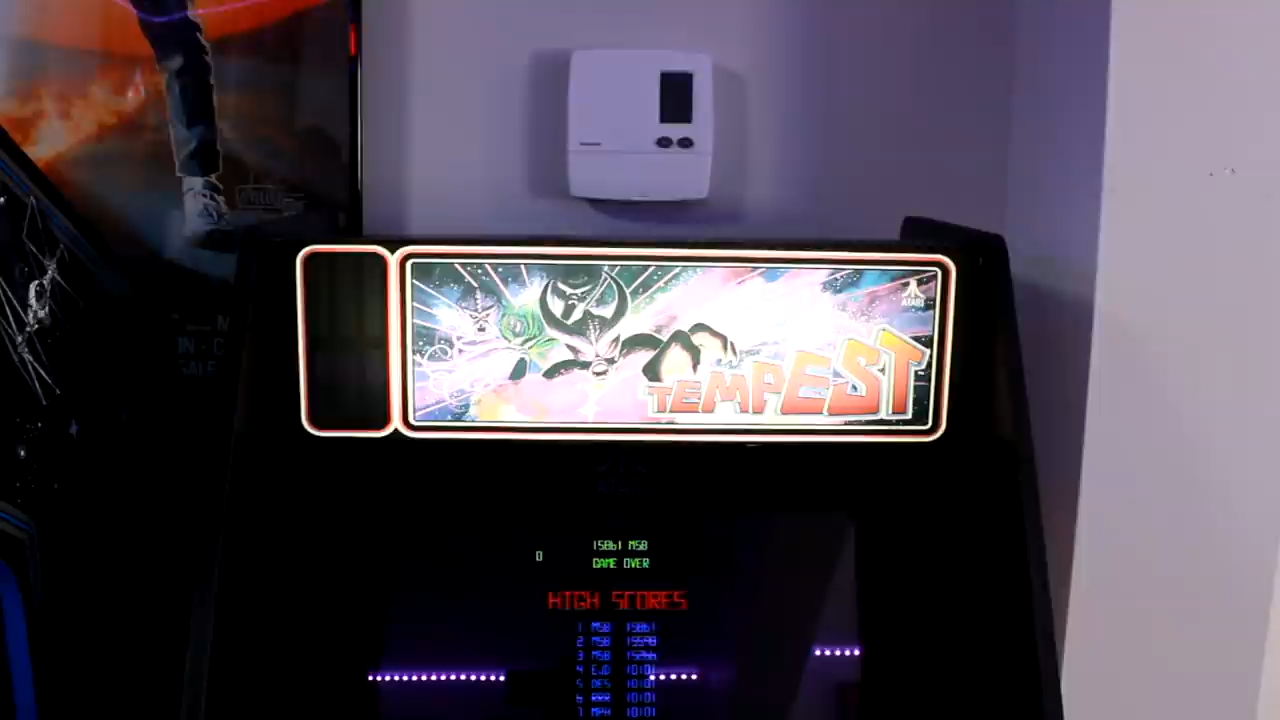 ATARI
TEMPEST
15861 MSB
0
GAME OVER
HIGH SCORES
1 MSB 15861
2 MSB 15598
3 MSB 15266
4 EJD 10101
5 DES 10101
6 RRR 10101
7 MPH 10101